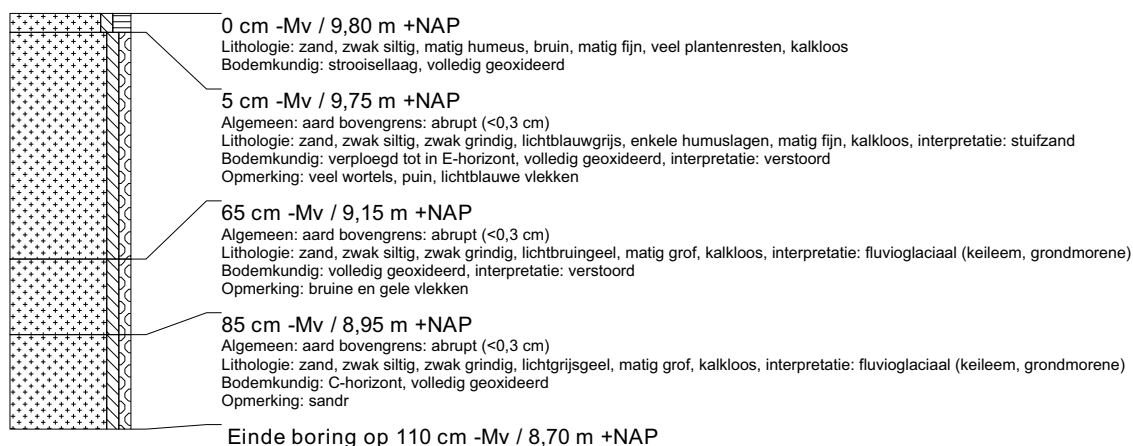 0 cm -Mv / 9,80 m +NAP
Lithologie: zand, zwak siltig, matig humeus, bruin, matig fijn, veel plantenresten, kalkloos
Bodemkundig: strooisellaag, volledig geoxideerd
5 cm -Mv / 9,75 m +NAP
Algemeen: aard bovengrens: abrupt (<0,3 cm)
Lithologie: zand, zwak siltig, zwak grindig, lichtblauwgrijs, enkele humuslagen, matig fijn, kalkloos, interpretatie: stuifzand
Bodemkundig: verploegd tot in E-horizont, volledig geoxideerd, interpretatie: verstoord
Opmerking: veel wortels, puin, lichtblauwe vlekken
65 cm -Mv / 9,15 m +NAP
Algemeen: aard bovengrens: abrupt (<0,3 cm)
Lithologie: zand, zwak siltig, zwak grindig, lichtbruingeel, matig grof, kalkloos, interpretatie: fluvioglaciaal (keileem, grondmorene)
Bodemkundig: volledig geoxideerd, interpretatie: verstoord
Opmerking: bruine en gele vlekken
85 cm -Mv / 8,95 m +NAP
Algemeen: aard bovengrens: abrupt (<0,3 cm)
Lithologie: zand, zwak siltig, zwak grindig, lichtgrijsgeel, matig grof, kalkloos, interpretatie: fluvioglaciaal (keileem, grondmorene)
Bodemkundig: C-horizont, volledig geoxideerd
Opmerking: sandr
Einde boring op 110 cm -Mv / 8,70 m +NAP